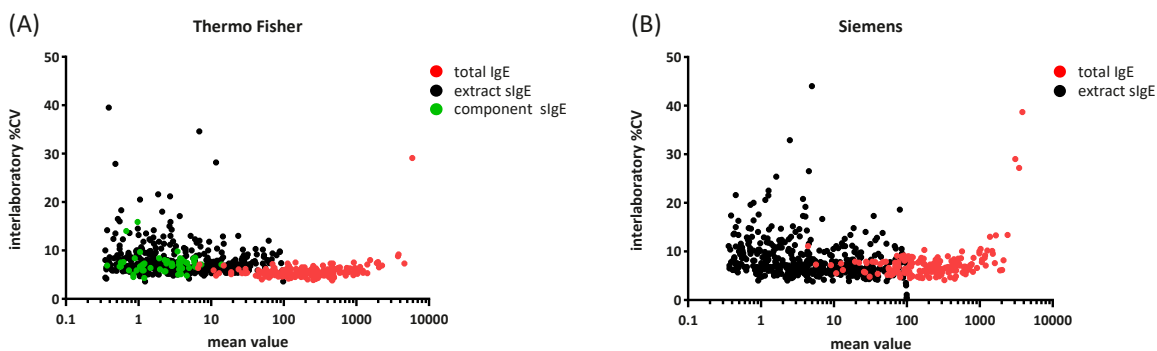 (A)
Thermo Fisher
interlaboratory %CV
50
40
30
20
10
0
0.1 1 10 100 1000 10000
mean value
total IgE
extract sIgE
component sIgE
(B)
Siemens
interlaboratory %CV
50
40
30
20
10
0
0.1 1 10 100 1000 10000
mean value
total IgE
extract sIgE